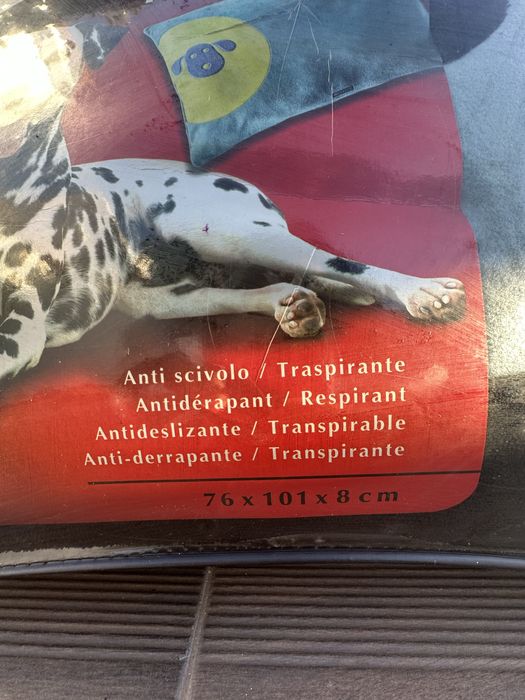 Anti scivolo / Traspirante
Antidérapant / Respirant
Antideslizante / Transpirable
Anti-derrapante / Transpirante
76 x 101 x 8 cm